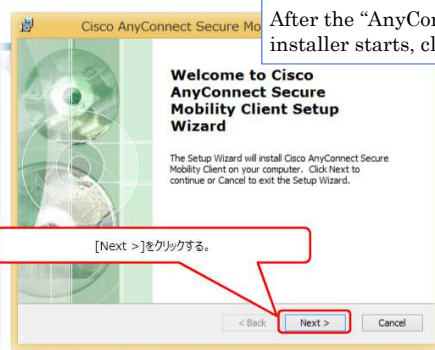 Cisco AnyConnect Secure Mo
After the “AnyCon
installer starts, cl
Welcome to Cisco
AnyConnect Secure
Mobility Client Setup
Wizard
The Setup Wizard will install Cisco AnyConnect Secure
Mobility Client on your computer. Click Next to
continue or Cancel to exit the Setup Wizard.
[Next >]をクリックする。
< Back
Next >
Cancel